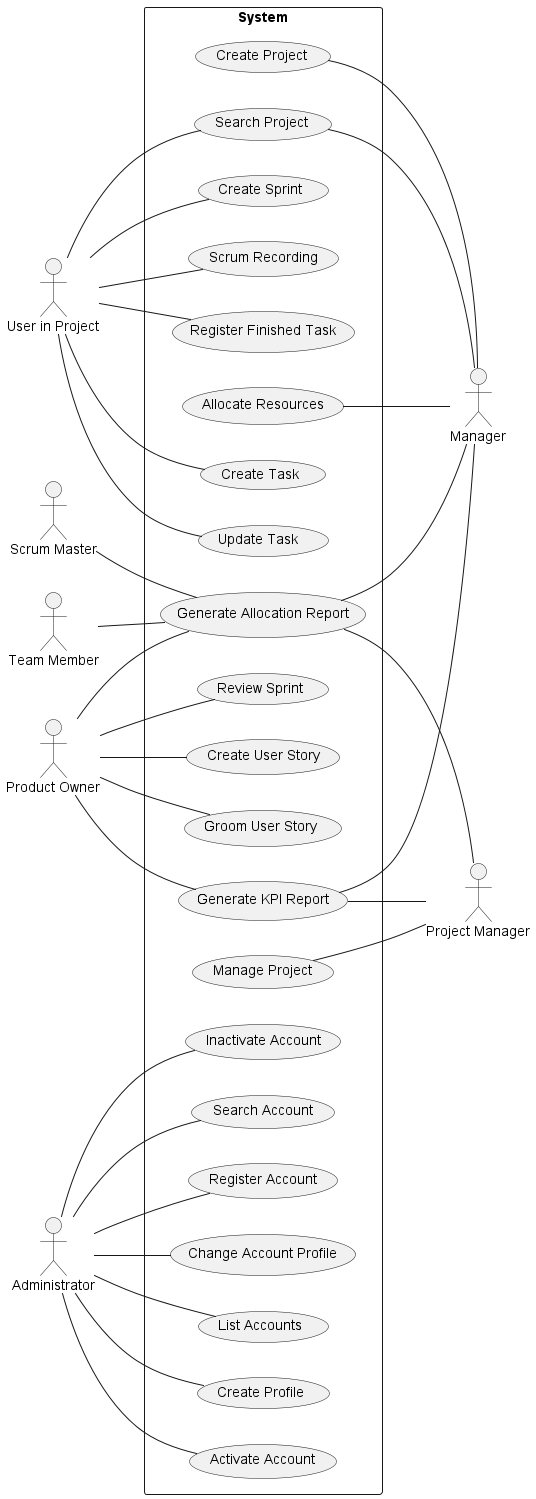 System
Create Project
Search Project
Create Sprint
Scrum Recording
User in Project
Register Finished Task
Allocate Resources
Manager
Create Task
Update Task
Scrum Master
Generate Allocation Report
Team Member
Review Sprint
Create User Story
Product Owner
Groom User Story
Generate KPI Report
Project Manager
Manage Project
Inactivate Account
Search Account
Register Account
Change Account Profile
Administrator
List Accounts
Create Profile
Activate Account